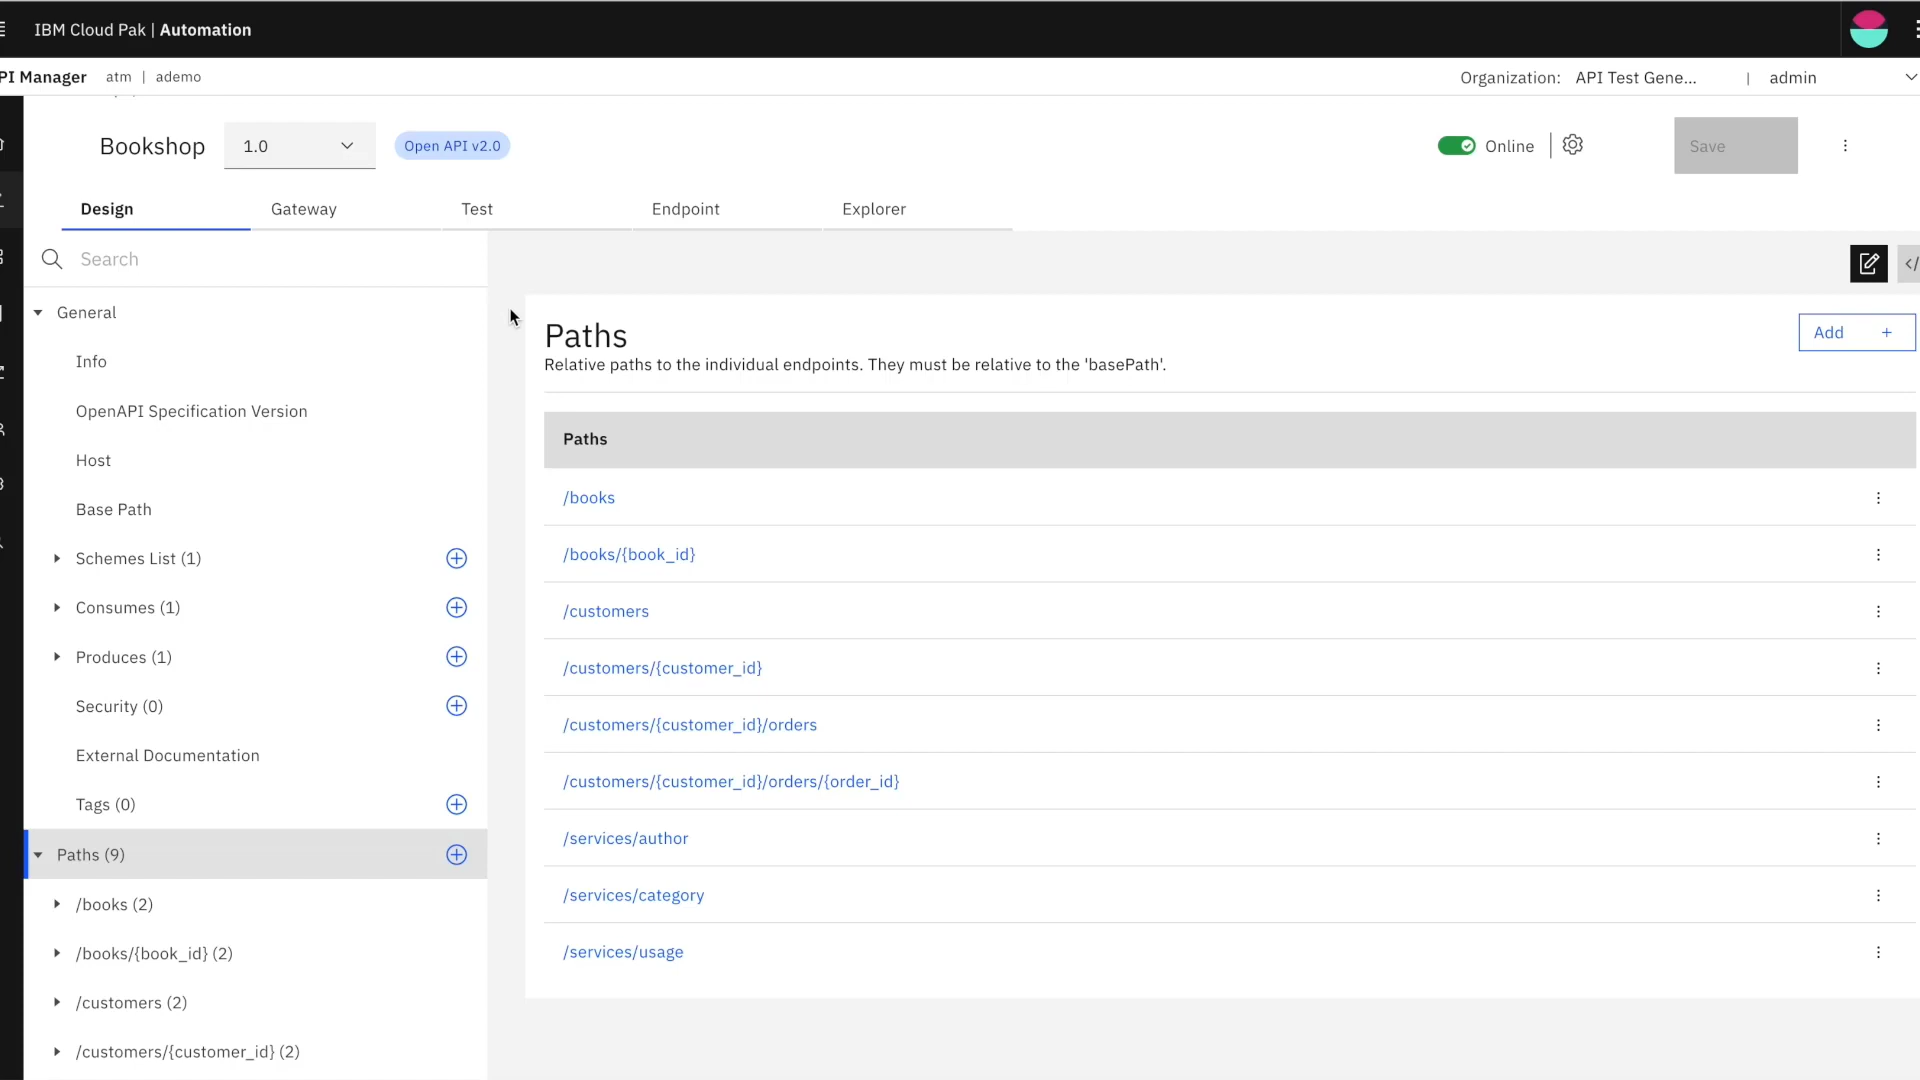 IBM Cloud Pak | Automation
PI Manager atm | ademo
Organization: API Test Gene... | admin
Bookshop 1.0 Open API v2.0
Online Save
Design Gateway Test Endpoint Explorer
Search
</
General
Info
OpenAPI Specification Version
Host
Base Path
Schemes List (1)
Consumes (1)
Produces (1)
Security (0)
External Documentation
Tags (0)
Paths (9)
/books (2)
/books/{book_id} (2)
/customers (2)
/customers/{customer_id} (2)
Paths
Add +
Relative paths to the individual endpoints. They must be relative to the 'basePath'.
Paths
/books
/books/{book_id}
/customers
/customers/{customer_id}
/customers/{customer_id}/orders
/customers/{customer_id}/orders/{order_id}
/services/author
/services/category
/services/usage